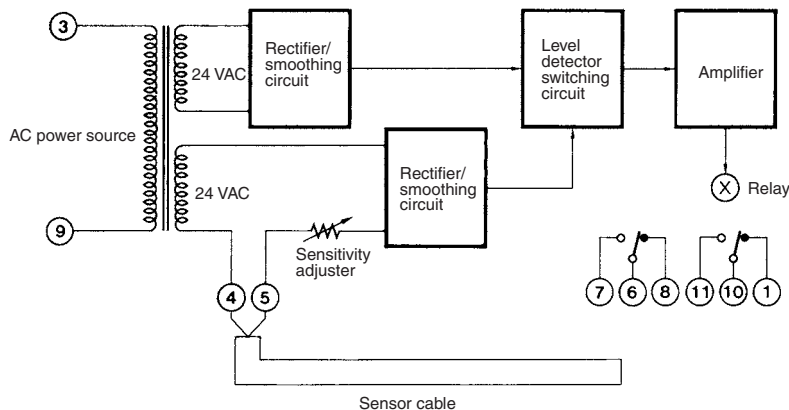 3
AC power source
9
24 VAC
24 VAC
Rectifier/
smoothing
circuit
Level
detector
switching
circuit
Amplifier
Rectifier/
smoothing
circuit
X
Relay
Sensitivity
adjuster
4
5
7
6
8
11
10
1
Sensor cable